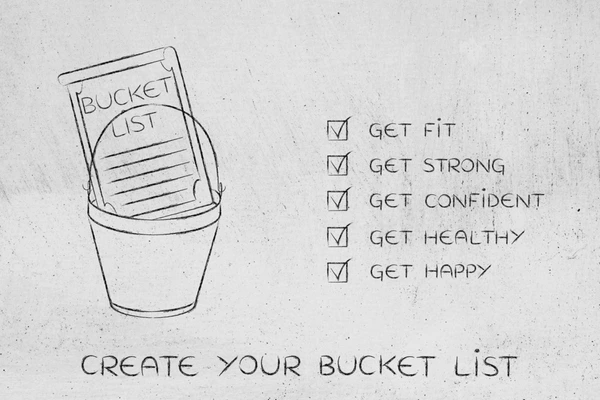 BUCKET
LIST
GET FiT
GET STRONG
GET CONFiDENT
GET HEALTHY
GET HAPPY
CREATE YOUR BUCKET LiST